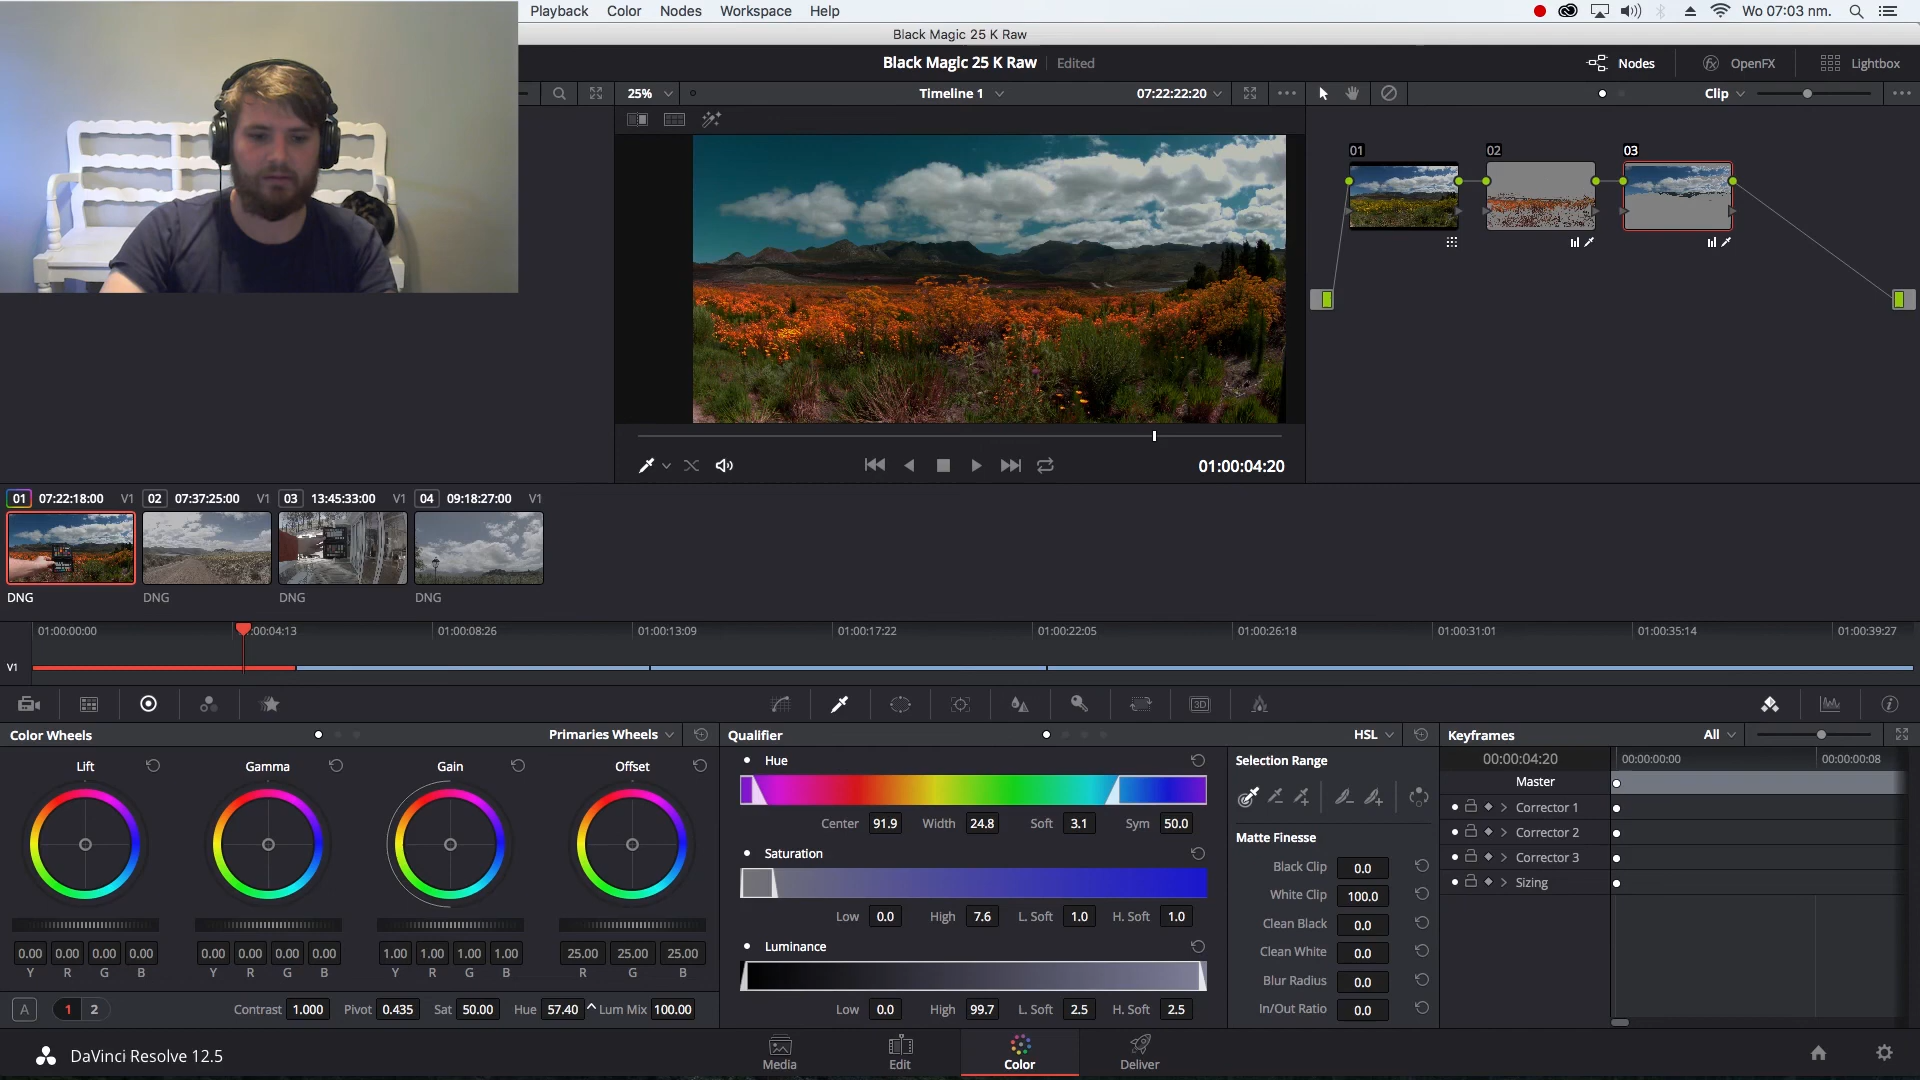 Playback Color Nodes Workspace Help Wo 07:03 nm.
Black Magic 25 K Raw
Black Magic 25 K Raw Edited Nodes OpenFX Lightbox
25% Timeline 1 07:22:22:20 Clip
01 02 03
01:00:04:20
01 07:22:18:00 V1 02 07:37:25:00 V1 03 13:45:33:00 V1 04 09:18:27:00 V1
DNG DNG DNG DNG
01:00:00:00 :00:04:13 01:00:08:26 01:00:13:09 01:00:17:22 01:00:22:05 01:00:26:18 01:00:31:01 01:00:35:14 01:00:39:27
V1
3D
Color Wheels Primaries Wheels Qualifier HSL Keyframes All
Lift Gamma Gain Offset
Hue
Center 91.9 Width 24.8 Soft 3.1 Sym 50.0
Saturation
Low 0.0 High 7.6 L. Soft 1.0 H. Soft 1.0
Luminance
Low 0.0 High 99.7 L. Soft 2.5 H. Soft 2.5
Selection Range
Matte Finesse
Black Clip 0.0
White Clip 100.0
Clean Black 0.0
Clean White 0.0
Blur Radius 0.0
In/Out Ratio 0.0
00:00:04:20 00:00:00:00 00:00:00:08
Master
Corrector 1
Corrector 2
Corrector 3
Sizing
0.00 0.00 0.00 0.00 0.00 0.00 0.00 0.00 1.00 1.00 1.00 1.00 25.00 25.00 25.00
Y R G B Y R G B Y R G B R G B
A 1 2 Contrast 1.000 Pivot 0.435 Sat 50.00 Hue 57.40 Lum Mix 100.00
DaVinci Resolve 12.5 Media Edit Color Deliver